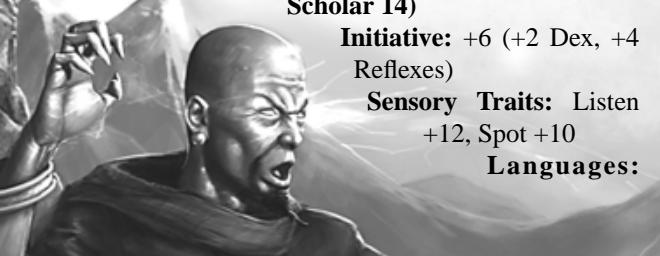 Scholar 14)
Initiative: +6 (+2 Dex, +4
Reflexes)
Sensory Traits: Listen
+12, Spot +10
Languages: